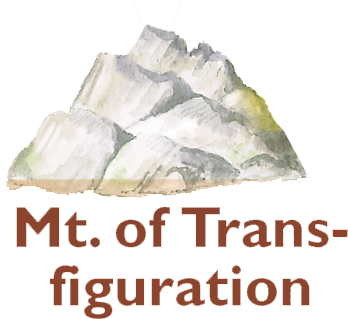 Mt. of Trans-
figuration